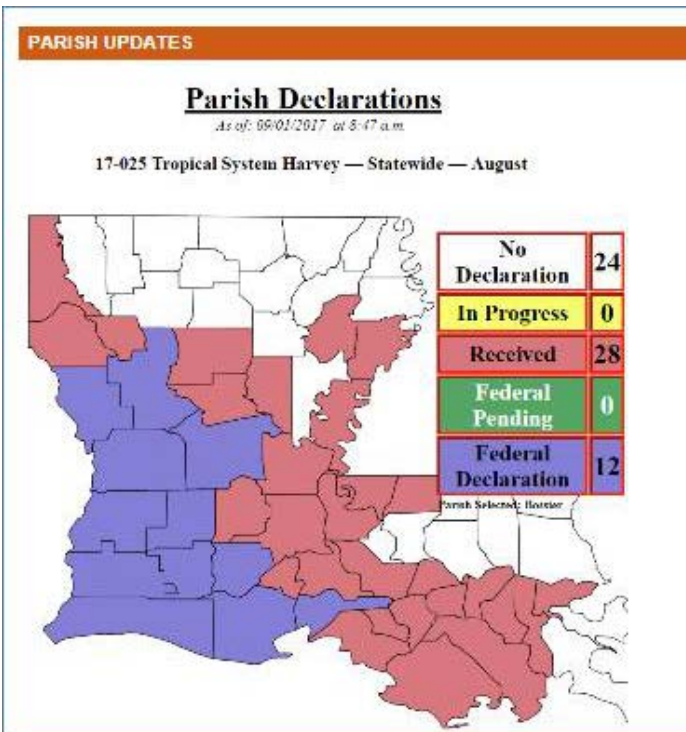 PARISH UPDATES
Parish Declarations
As of: 09/01/2017 at 8:47 a.m.
17-025 Tropical System Harvey — Statewide — August
No
Declaration
24
In Progress
0
Received
28
Federal
Pending
0
Federal
Declaration
12
Parish Selected: Bossier